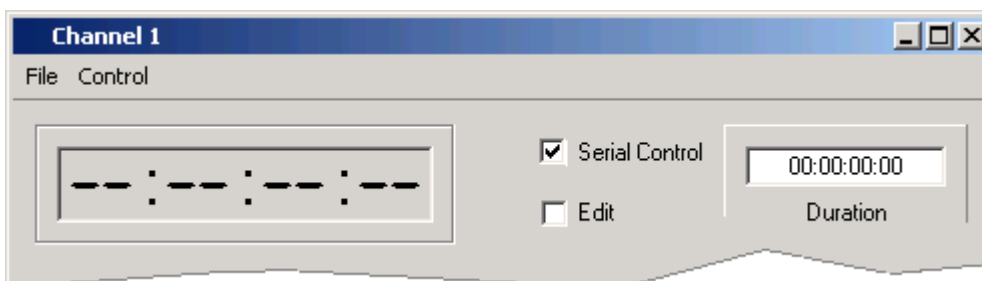 Channel 1
File Control
--:--:--:--
Serial Control
Edit
00:00:00:00
Duration